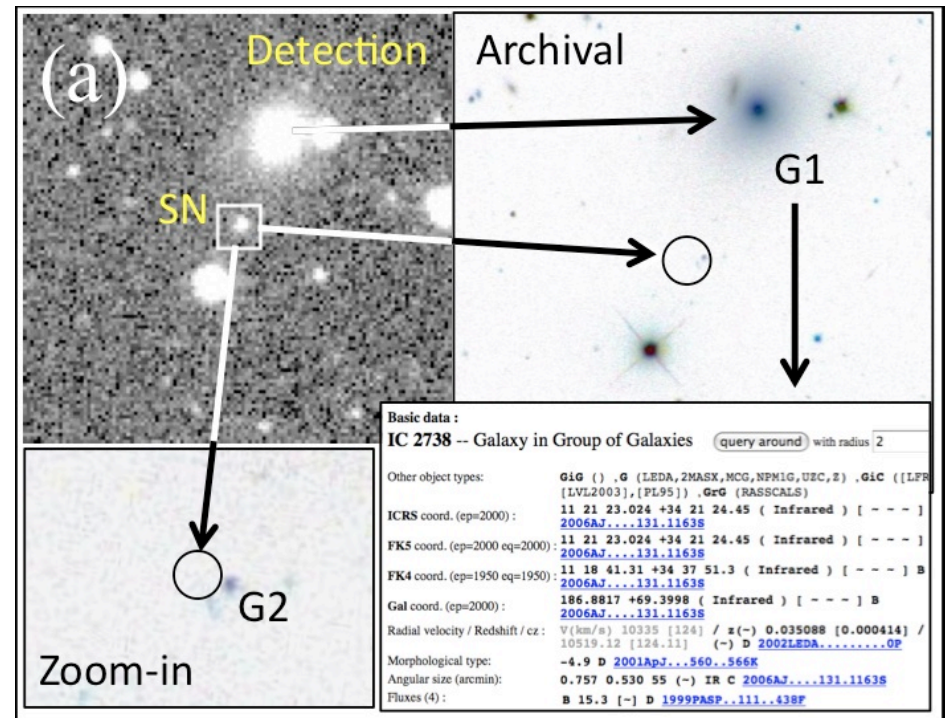 (a)
Detection
Archival
SN
G1
G2
Zoom-in
Basic data :
IC 2738 -- Galaxy in Group of Galaxies query around with radius 2
Other object types: GiG () ,G (LEDA,2MASX,MCG,NPM1G,UZC,Z) ,GiC ([LFR
[LVL2003],[PL95]) ,GrG (RASSCALS)
ICRS coord. (ep=2000) : 11 21 23.024 +34 21 24.45 ( Infrared ) [ ~ ~ ~ ]
2006AJ....131.1163S
FK5 coord. (ep=2000 eq=2000) : 11 21 23.024 +34 21 24.45 ( Infrared ) [ ~ ~ ~ ]
2006AJ....131.1163S
FK4 coord. (ep=1950 eq=1950) : 11 18 41.31 +34 37 51.3 ( Infrared ) [ ~ ~ ~ ] B
2006AJ....131.1163S
Gal coord. (ep=2000) : 186.8817 +69.3998 ( Infrared ) [ ~ ~ ~ ] B
2006AJ....131.1163S
Radial velocity / Redshift / cz : V(km/s) 10335 [124] / z(~) 0.035088 [0.000414] /
10519.12 [124.11] (~) D 2002LEDA.........0P
Morphological type: -4.9 D 2001ApJ...560..566K
Angular size (arcmin): 0.757 0.530 55 (~) IR C 2006AJ....131.1163S
Fluxes (4) : B 15.3 [~] D 1999PASP..111..438F